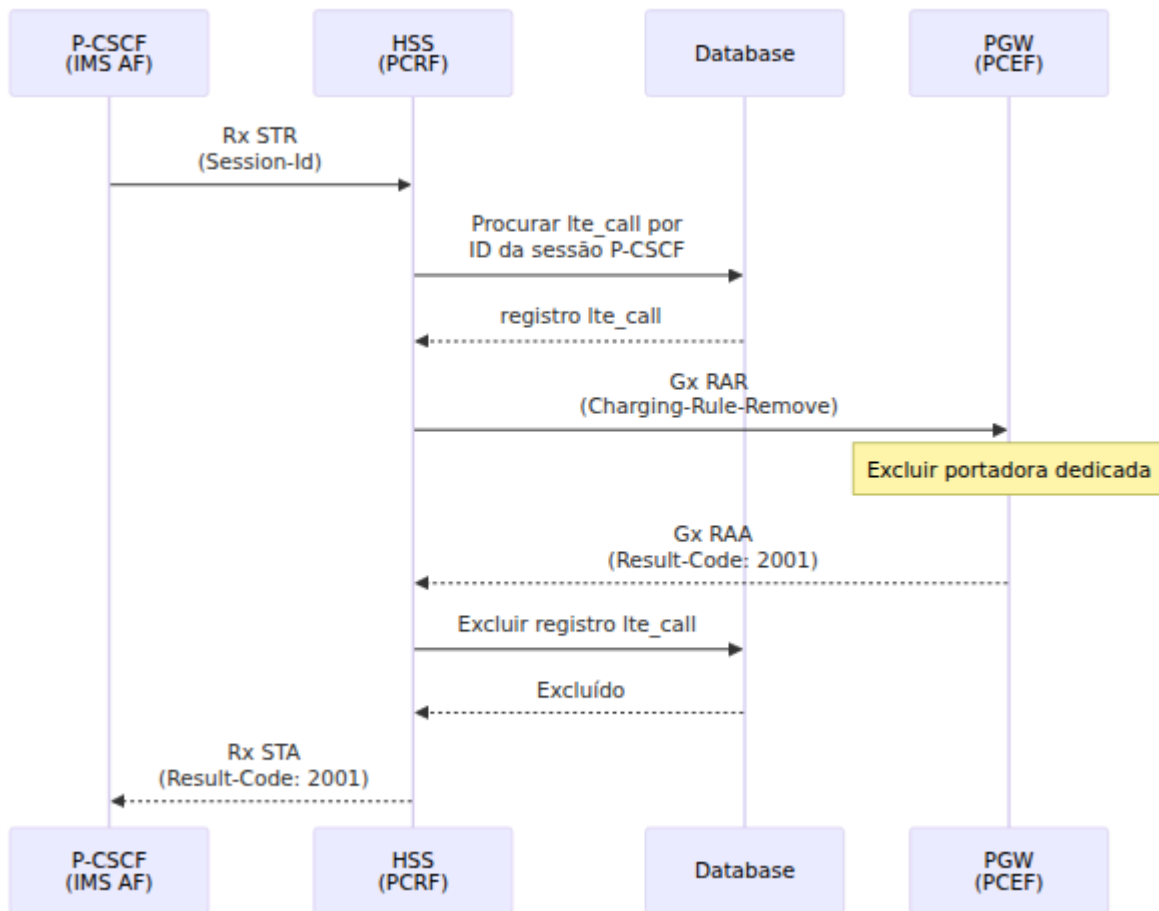 P-CSCF
(IMS AF)
HSS
(PCRF)
Database
PGW
(PCEF)
Rx STR
(Session-Id)
Procurar lte_call por
ID da sessão P-CSCF
registro lte_call
Gx RAR
(Charging-Rule-Remove)
Excluir portadora dedicada
Gx RAA
(Result-Code: 2001)
Excluir registro lte_call
Excluído
Rx STA
(Result-Code: 2001)
P-CSCF
(IMS AF)
HSS
(PCRF)
Database
PGW
(PCEF)